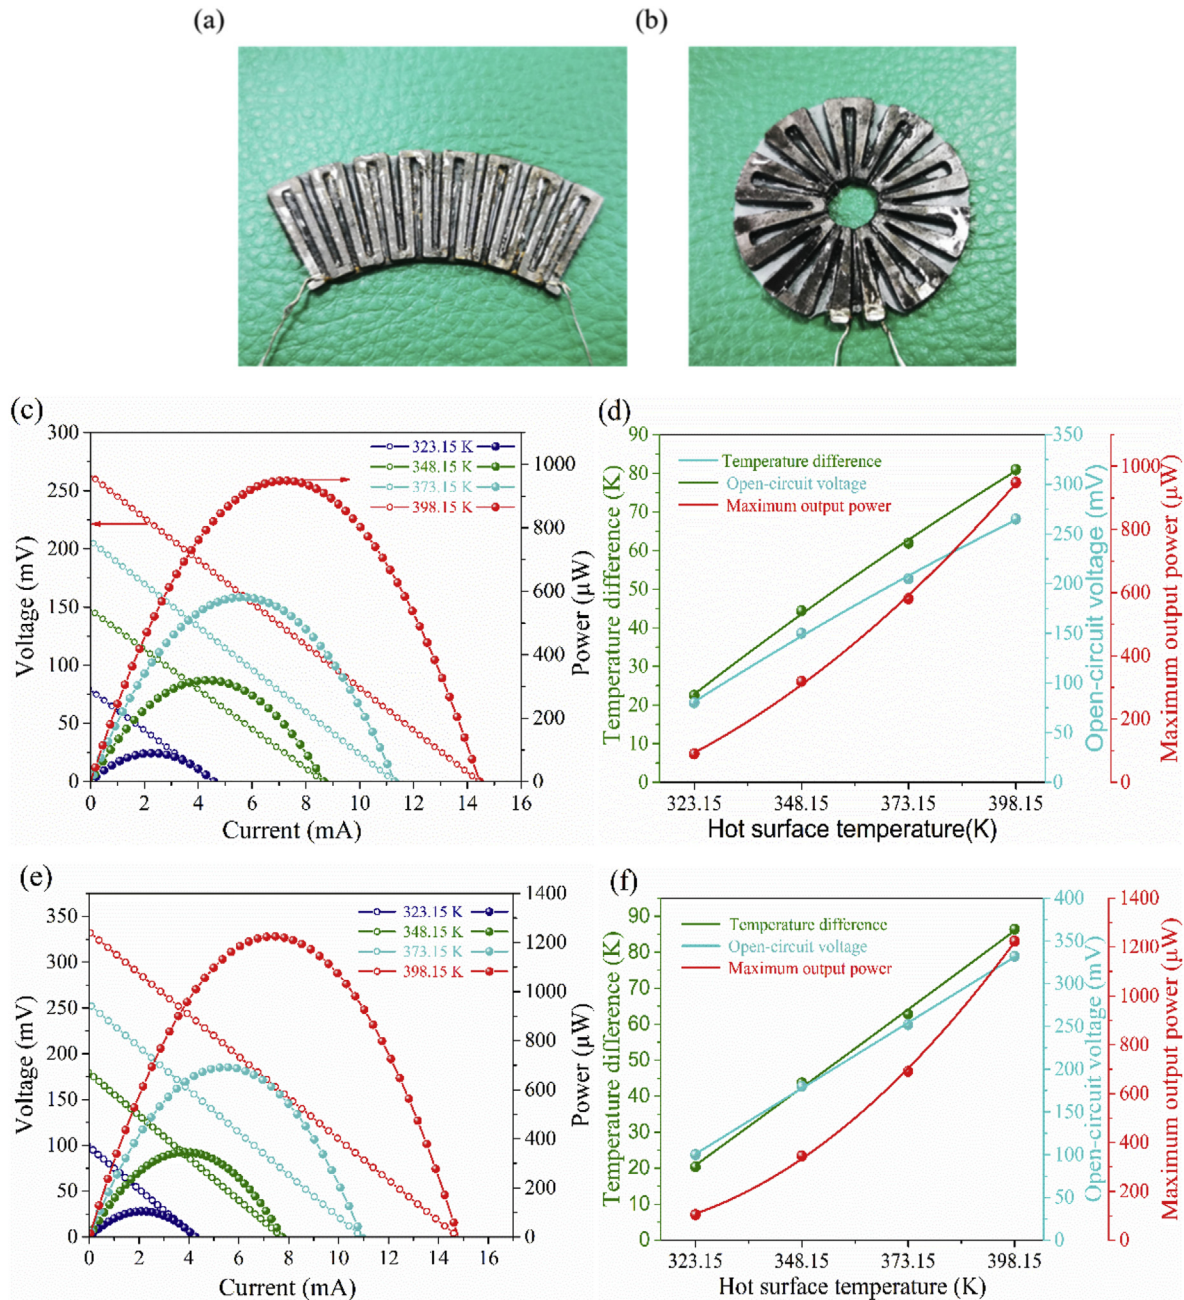 (a)
(b)
(c)
300
250
200
150
100
50
0
Voltage (mV)
0 2 4 6 7 9 11 13 14 16
Current (mA)
1000
800
600
400
200
0
Power (μW)
323.15 K
348.15 K
373.15 K
398.15 K
(d)
90
80
70
60
50
40
30
20
10
0
Temperature difference (K)
Temperature difference
Open-circuit voltage
Maximum output power
323.15 348.15 373.15 398.15
Hot surface temperature(K)
350
300
250
200
150
100
50
0
Open-circuit voltage (mV)
1000
800
600
400
200
0
Maximum output power (μW)
(e)
350
300
250
200
150
100
50
0
Voltage (mV)
0 2 4 6 8 10 11 13 14 16
Current (mA)
1400
1200
1000
800
600
400
200
0
Power (μW)
323.15 K
348.15 K
373.15 K
398.15 K
(f)
90
80
70
60
50
40
30
20
10
0
Temperature difference (K)
Temperature difference
Open-circuit voltage
Maximum output power
323.15 348.15 373.15 398.15
Hot surface temperature (K)
400
350
300
250
200
150
100
50
0
Open-circuit voltage (mV)
1400
1200
1000
800
600
400
200
0
Maximum output power (μW)